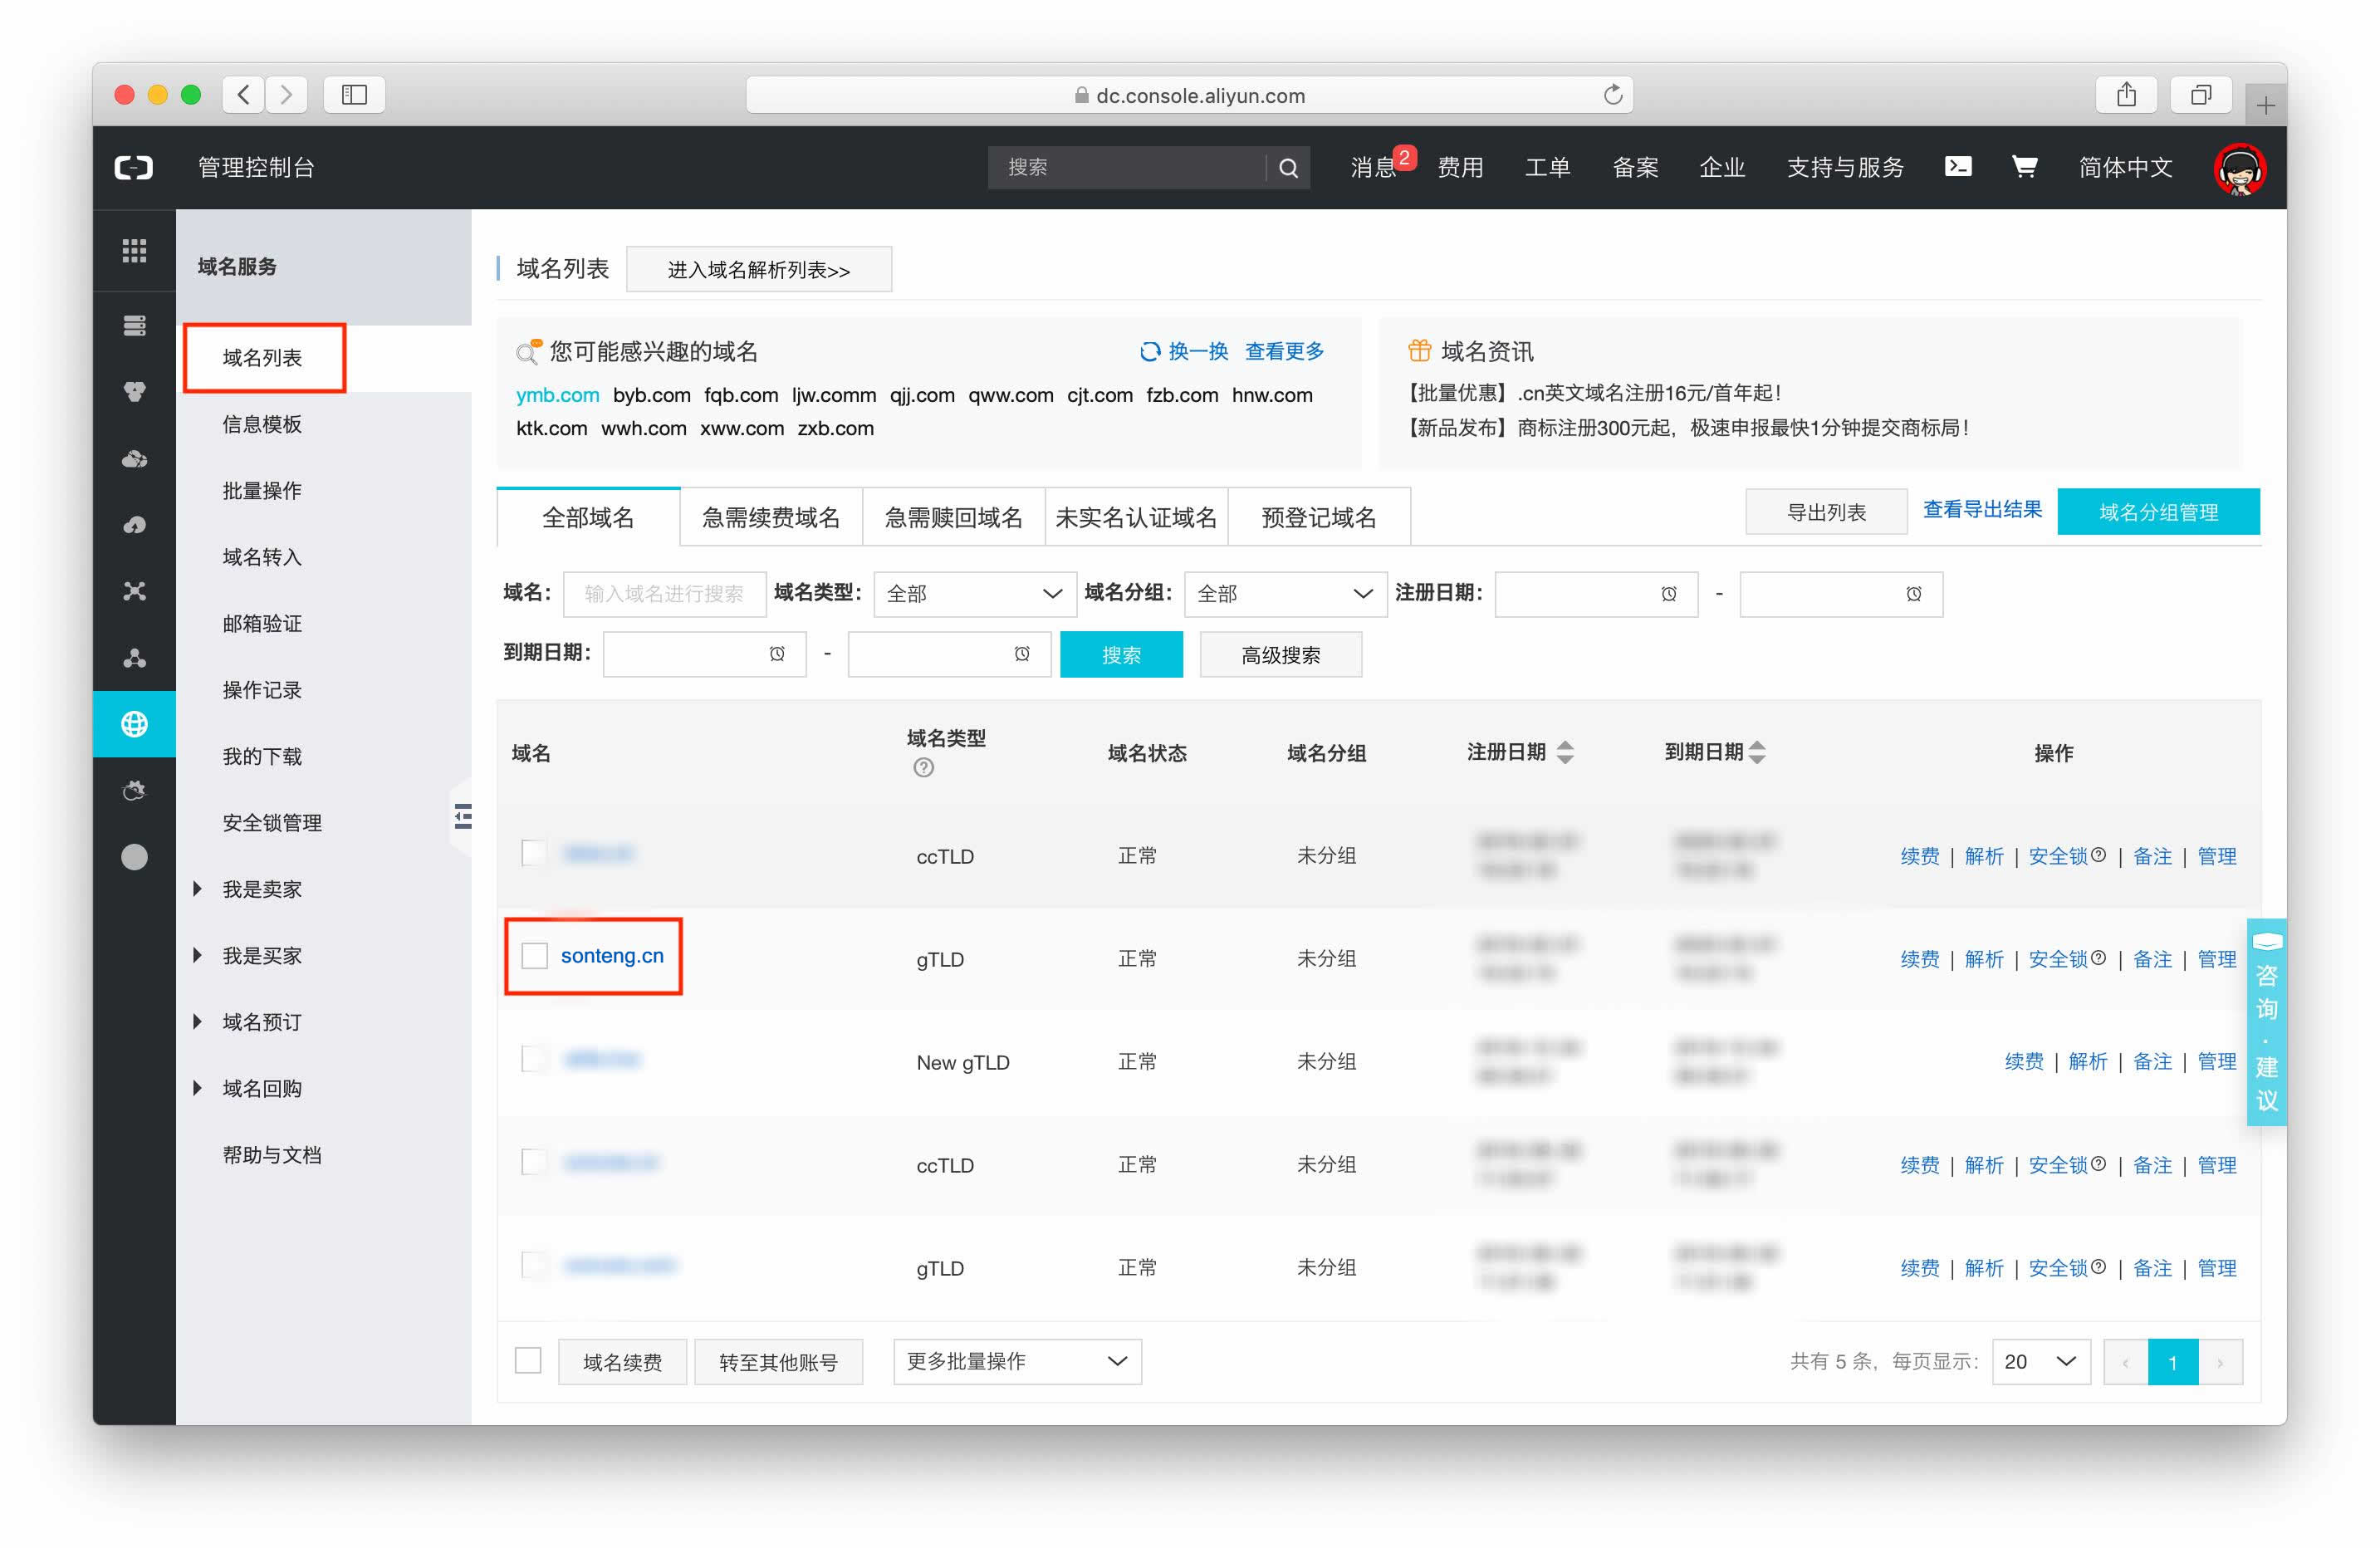 dc.console.aliyun.com
管理控制台
搜索
消息 2
费用
工单
备案
企业
支持与服务
简体中文
域名服务
域名列表
信息模板
批量操作
域名转入
邮箱验证
操作记录
我的下载
安全锁管理
我是卖家
我是买家
域名预订
域名回购
帮助与文档
域名列表 进入域名解析列表>>
您可能感兴趣的域名 换一换 查看更多
ymb.com byb.com fqb.com ljw.comm qjj.com qww.com cjt.com fzb.com hnw.com
ktk.com wwh.com xww.com zxb.com
域名资讯
【批量优惠】.cn英文域名注册16元/首年起！
【新品发布】商标注册300元起，极速申报最快1分钟提交商标局！
全部域名 急需续费域名 急需赎回域名 未实名认证域名 预登记域名 导出列表 查看导出结果 域名分组管理
域名： 输入域名进行搜索 域名类型： 全部 域名分组： 全部 注册日期： -
到期日期： - 搜索 高级搜索
域名 域名类型 ? 域名状态 域名分组 注册日期 到期日期 操作
ccTLD 正常 未分组 续费 | 解析 | 安全锁? | 备注 | 管理
sonteng.cn gTLD 正常 未分组 续费 | 解析 | 安全锁? | 备注 | 管理
New gTLD 正常 未分组 续费 | 解析 | 备注 | 管理
ccTLD 正常 未分组 续费 | 解析 | 安全锁? | 备注 | 管理
gTLD 正常 未分组 续费 | 解析 | 安全锁? | 备注 | 管理
域名续费 转至其他账号 更多批量操作 共有 5 条，每页显示： 20 ‹ 1 ›
咨询·建议